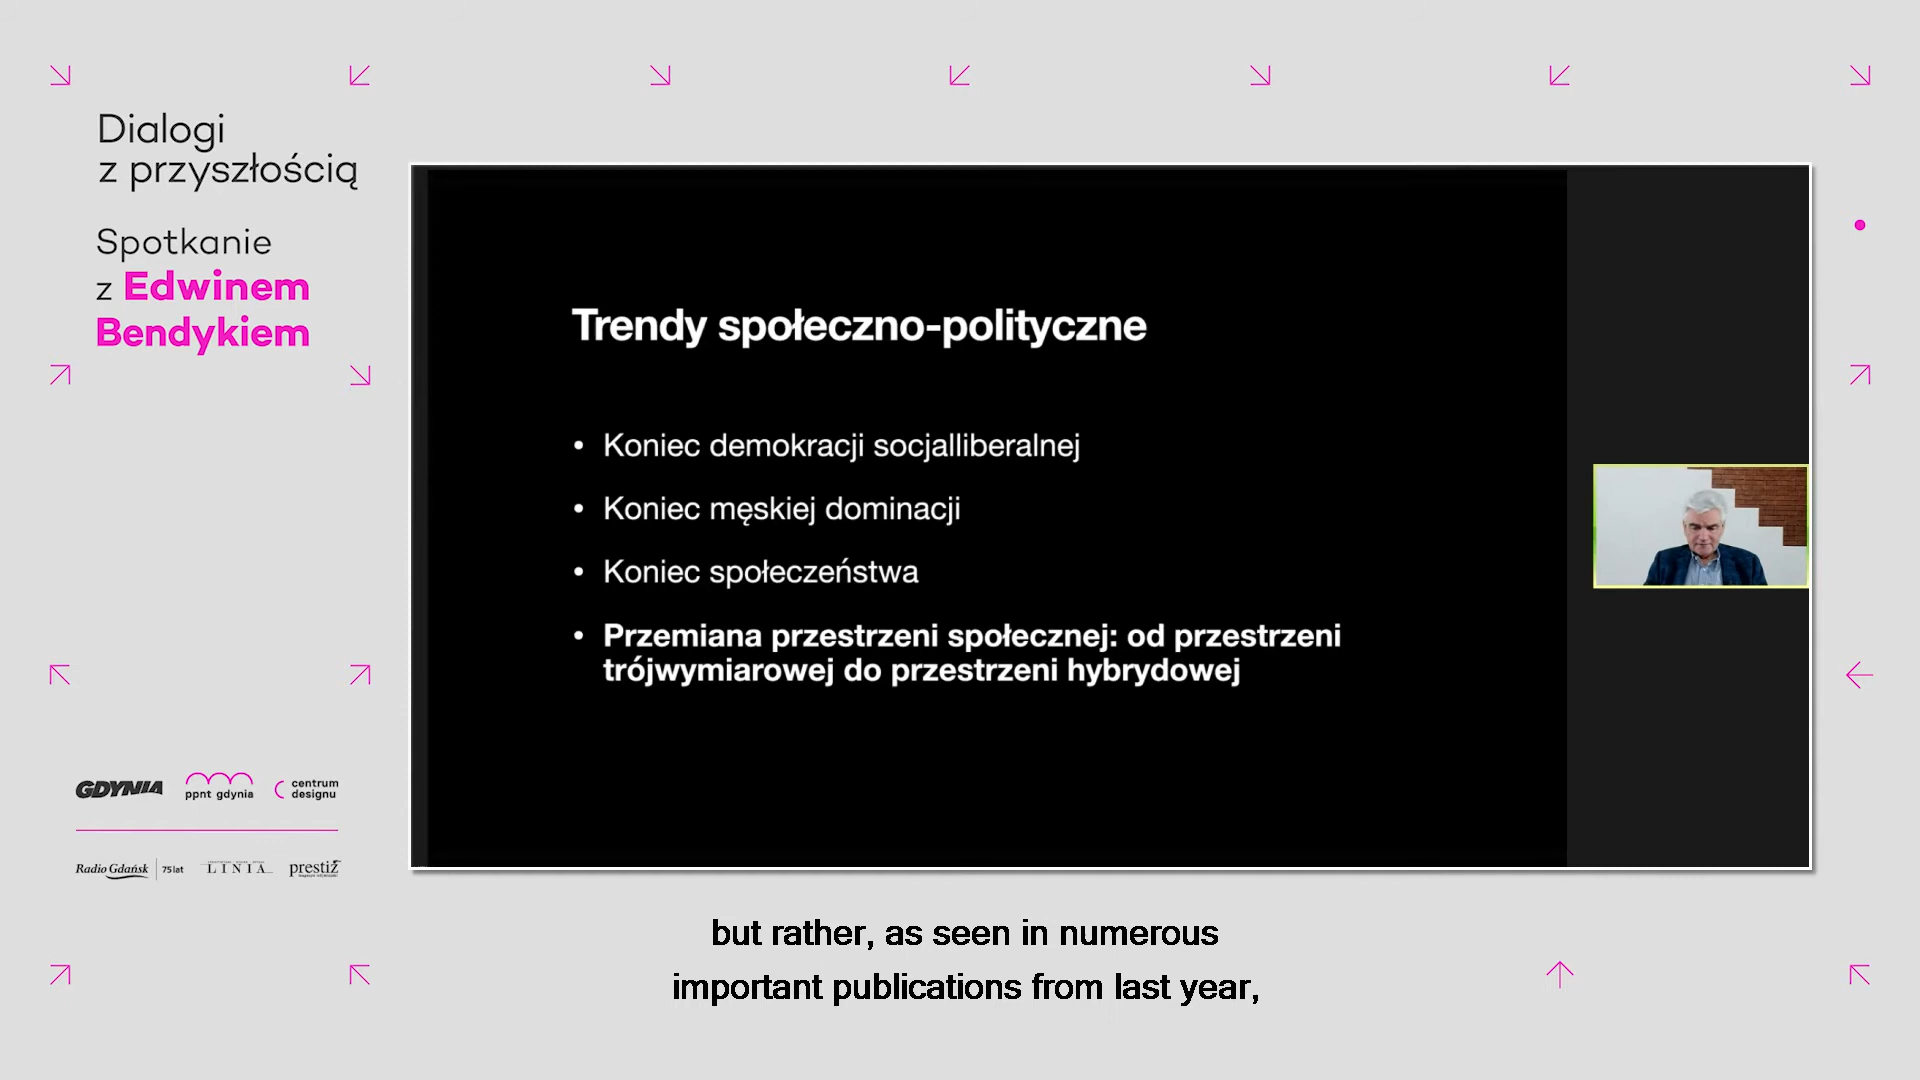 Dialogi
z przyszłością
Spotkanie
z Edwinem
Bendykiem
Trendy społeczno-polityczne
• Koniec demokracji socjalliberalnej
• Koniec męskiej dominacji
• Koniec społeczeństwa
• Przemiana przestrzeni społecznej: od przestrzeni
trójwymiarowej do przestrzeni hybrydowej
GDYNIA
ppnt gdynia
centrum
designu
Radio Gdańsk
75 lat
LINIA
prestiż
but rather, as seen in numerous
important publications from last year,